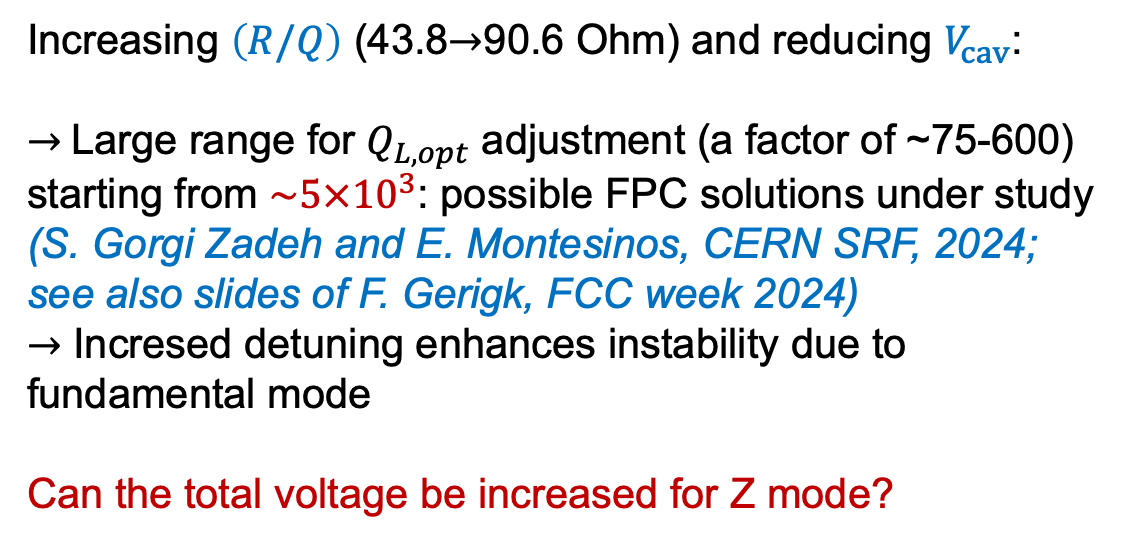 Increasing (R/Q) (43.8→90.6 Ohm) and reducing V_cav:
→ Large range for Q_L,opt adjustment (a factor of ~75-600)
starting from ~5×10³: possible FPC solutions under study
(S. Gorgi Zadeh and E. Montesinos, CERN SRF, 2024;
see also slides of F. Gerigk, FCC week 2024)
→ Incresed detuning enhances instability due to
fundamental mode
Can the total voltage be increased for Z mode?